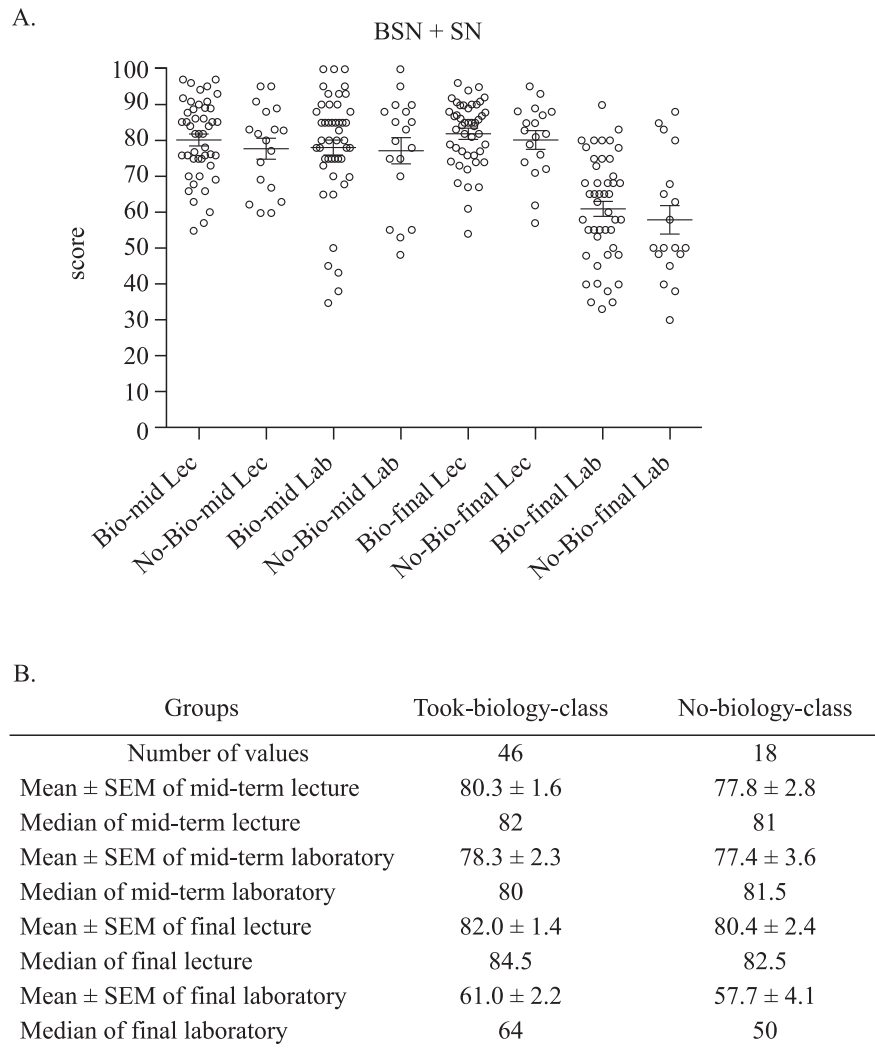 A.
BSN + SN
100
90
80
70
60
50
40
30
20
10
0
score
Bio-mid Lec
No-Bio-mid Lec
Bio-mid Lab
No-Bio-mid Lab
Bio-final Lec
No-Bio-final Lec
Bio-final Lab
No-Bio-final Lab
B.
Groups Took-biology-class No-biology-class
Number of values 46 18
Mean ± SEM of mid-term lecture 80.3 ± 1.6 77.8 ± 2.8
Median of mid-term lecture 82 81
Mean ± SEM of mid-term laboratory 78.3 ± 2.3 77.4 ± 3.6
Median of mid-term laboratory 80 81.5
Mean ± SEM of final lecture 82.0 ± 1.4 80.4 ± 2.4
Median of final lecture 84.5 82.5
Mean ± SEM of final laboratory 61.0 ± 2.2 57.7 ± 4.1
Median of final laboratory 64 50